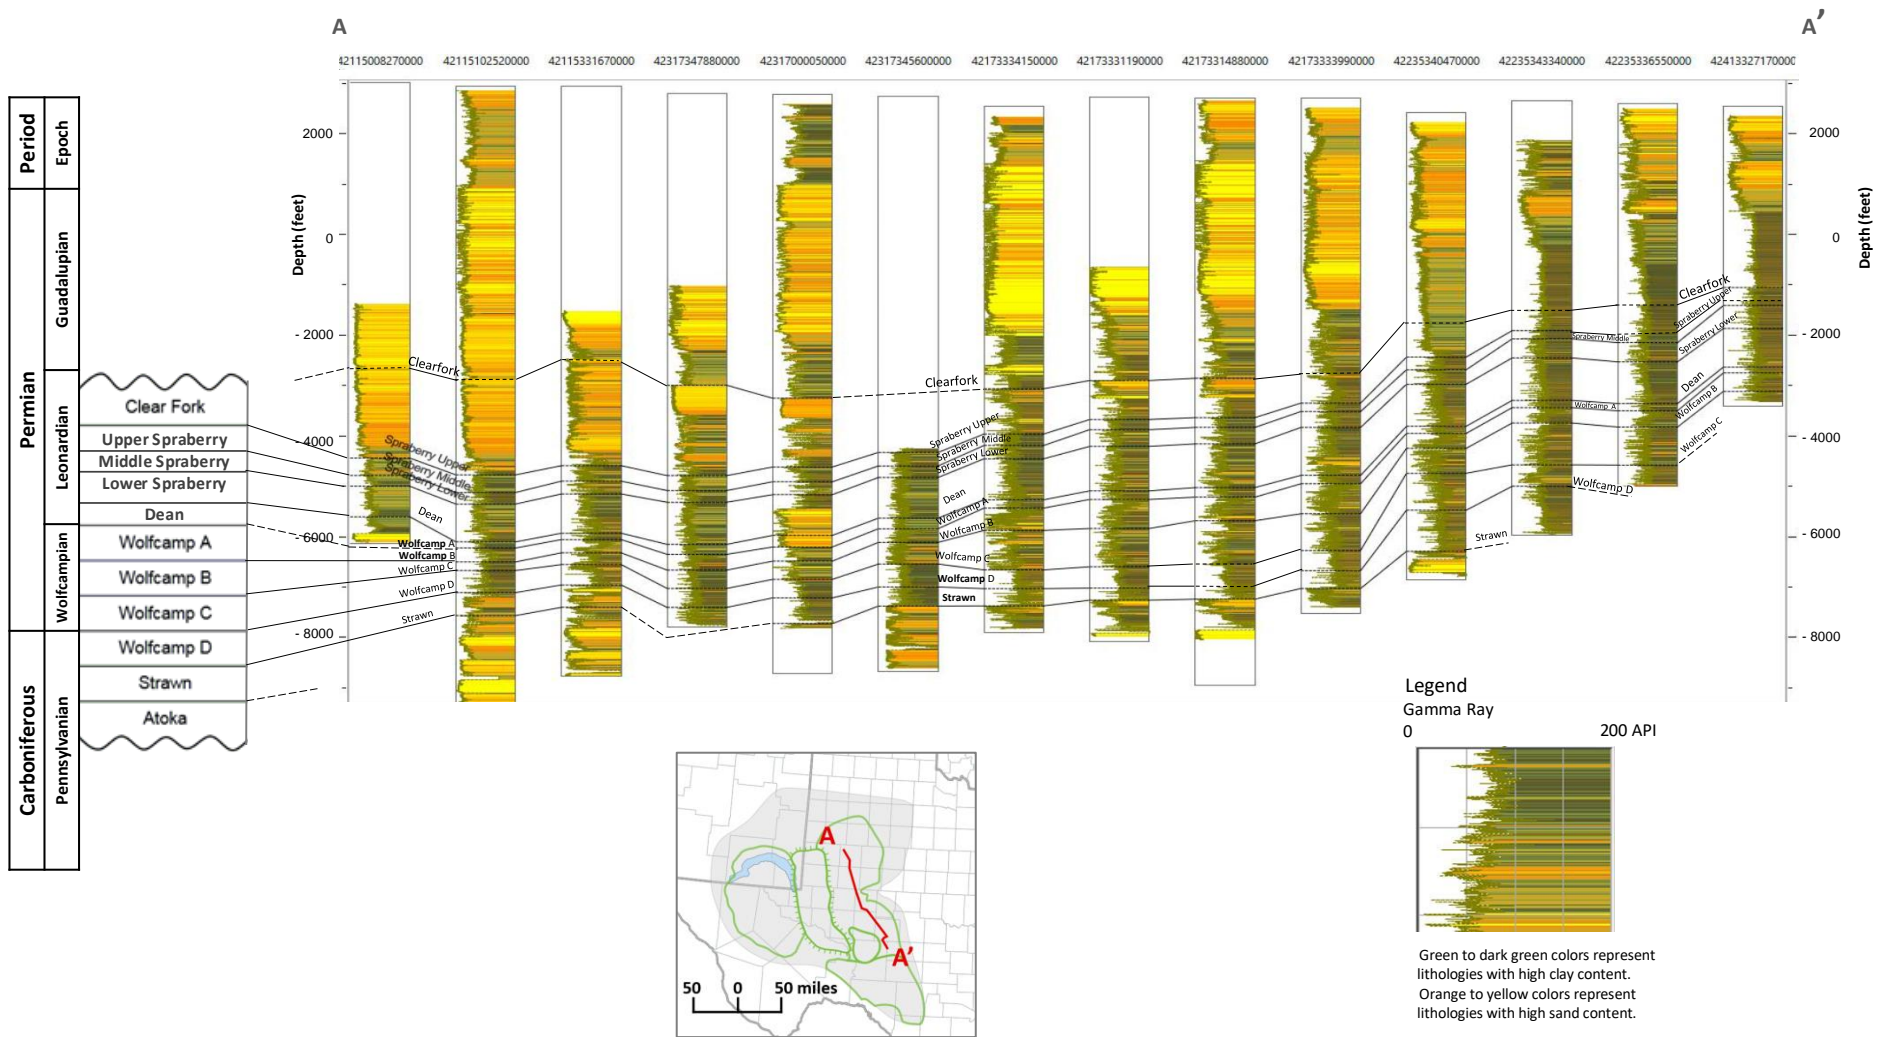 A
A’
42115008270000
42115102520000
42115331670000
42317347880000
42317000050000
42317345600000
42173334150000
42173331190000
42173314880000
42173339990000
42235340470000
42235343340000
42235336550000
42413327170000
Period
Epoch
Permian
Guadalupian
Leonardian
Wolfcampian
Carboniferous
Pennsylvanian
Clear Fork
Upper Spraberry
Middle Spraberry
Lower Spraberry
Dean
Wolfcamp A
Wolfcamp B
Wolfcamp C
Wolfcamp D
Strawn
Atoka
Depth (feet)
2000
0
- 2000
- 4000
- 6000
- 8000
Clearfork
Spraberry Upper
Spraberry Middle
Spraberry Lower
Dean
Wolfcamp A
Wolfcamp B
Wolfcamp C
Wolfcamp D
Strawn
Clearfork
Spraberry Upper
Spraberry Middle
Spraberry Lower
Dean
Wolfcamp A
Wolfcamp B
Wolfcamp C
Wolfcamp D
Strawn
Clearfork
Spraberry Upper
Spraberry Middle
Spraberry Lower
Dean
Wolfcamp A
Wolfcamp B
Wolfcamp C
Wolfcamp D
Strawn
Depth (feet)
2000
0
- 2000
- 4000
- 6000
- 8000
Legend
Gamma Ray
0 200 API
Green to dark green colors represent
lithologies with high clay content.
Orange to yellow colors represent
lithologies with high sand content.
A
A’
50 0 50 miles